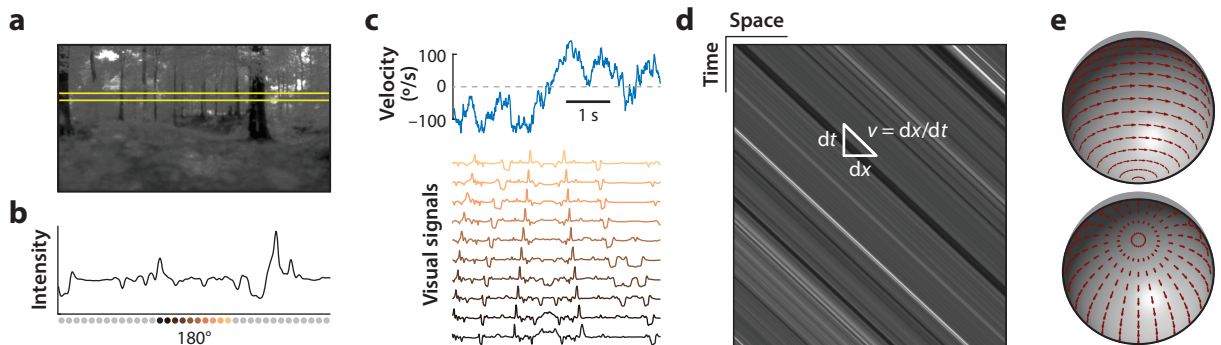 a
b
Intensity
180°
c
Velocity
(°/s)
100
0
−100
1 s
Visual signals
d
Space
Time
dt
v = dx/dt
dx
e